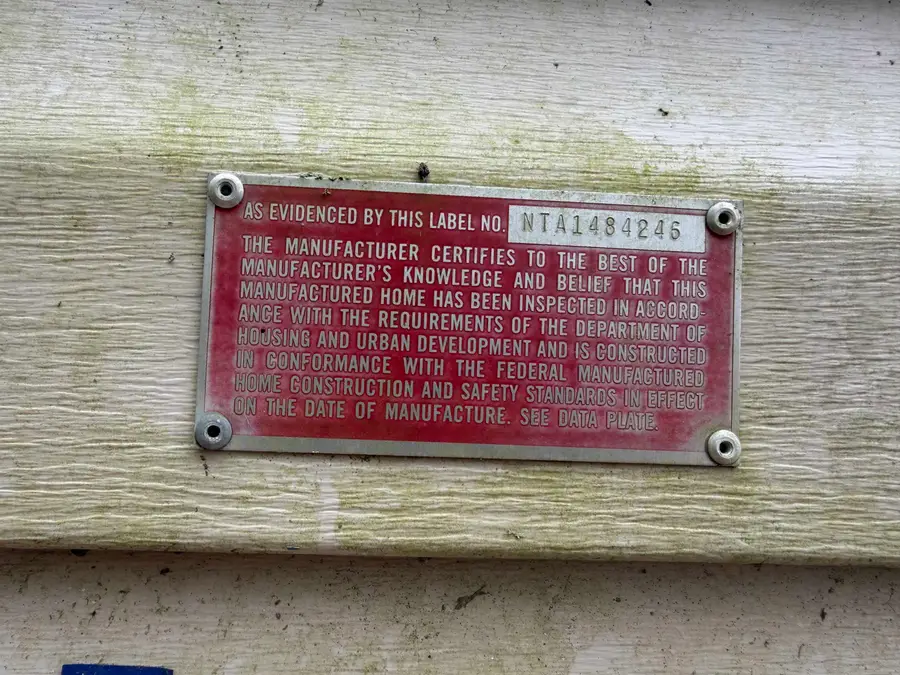 AS EVIDENCED BY THIS LABEL NO. NTA1484246
THE MANUFACTURER CERTIFIES TO THE BEST OF THE
MANUFACTURER'S KNOWLEDGE AND BELIEF THAT THIS
MANUFACTURED HOME HAS BEEN INSPECTED IN ACCORD-
ANCE WITH THE REQUIREMENTS OF THE DEPARTMENT OF
HOUSING AND URBAN DEVELOPMENT AND IS CONSTRUCTED
IN CONFORMANCE WITH THE FEDERAL MANUFACTURED
HOME CONSTRUCTION AND SAFETY STANDARDS IN EFFECT
ON THE DATE OF MANUFACTURE. SEE DATA PLATE.